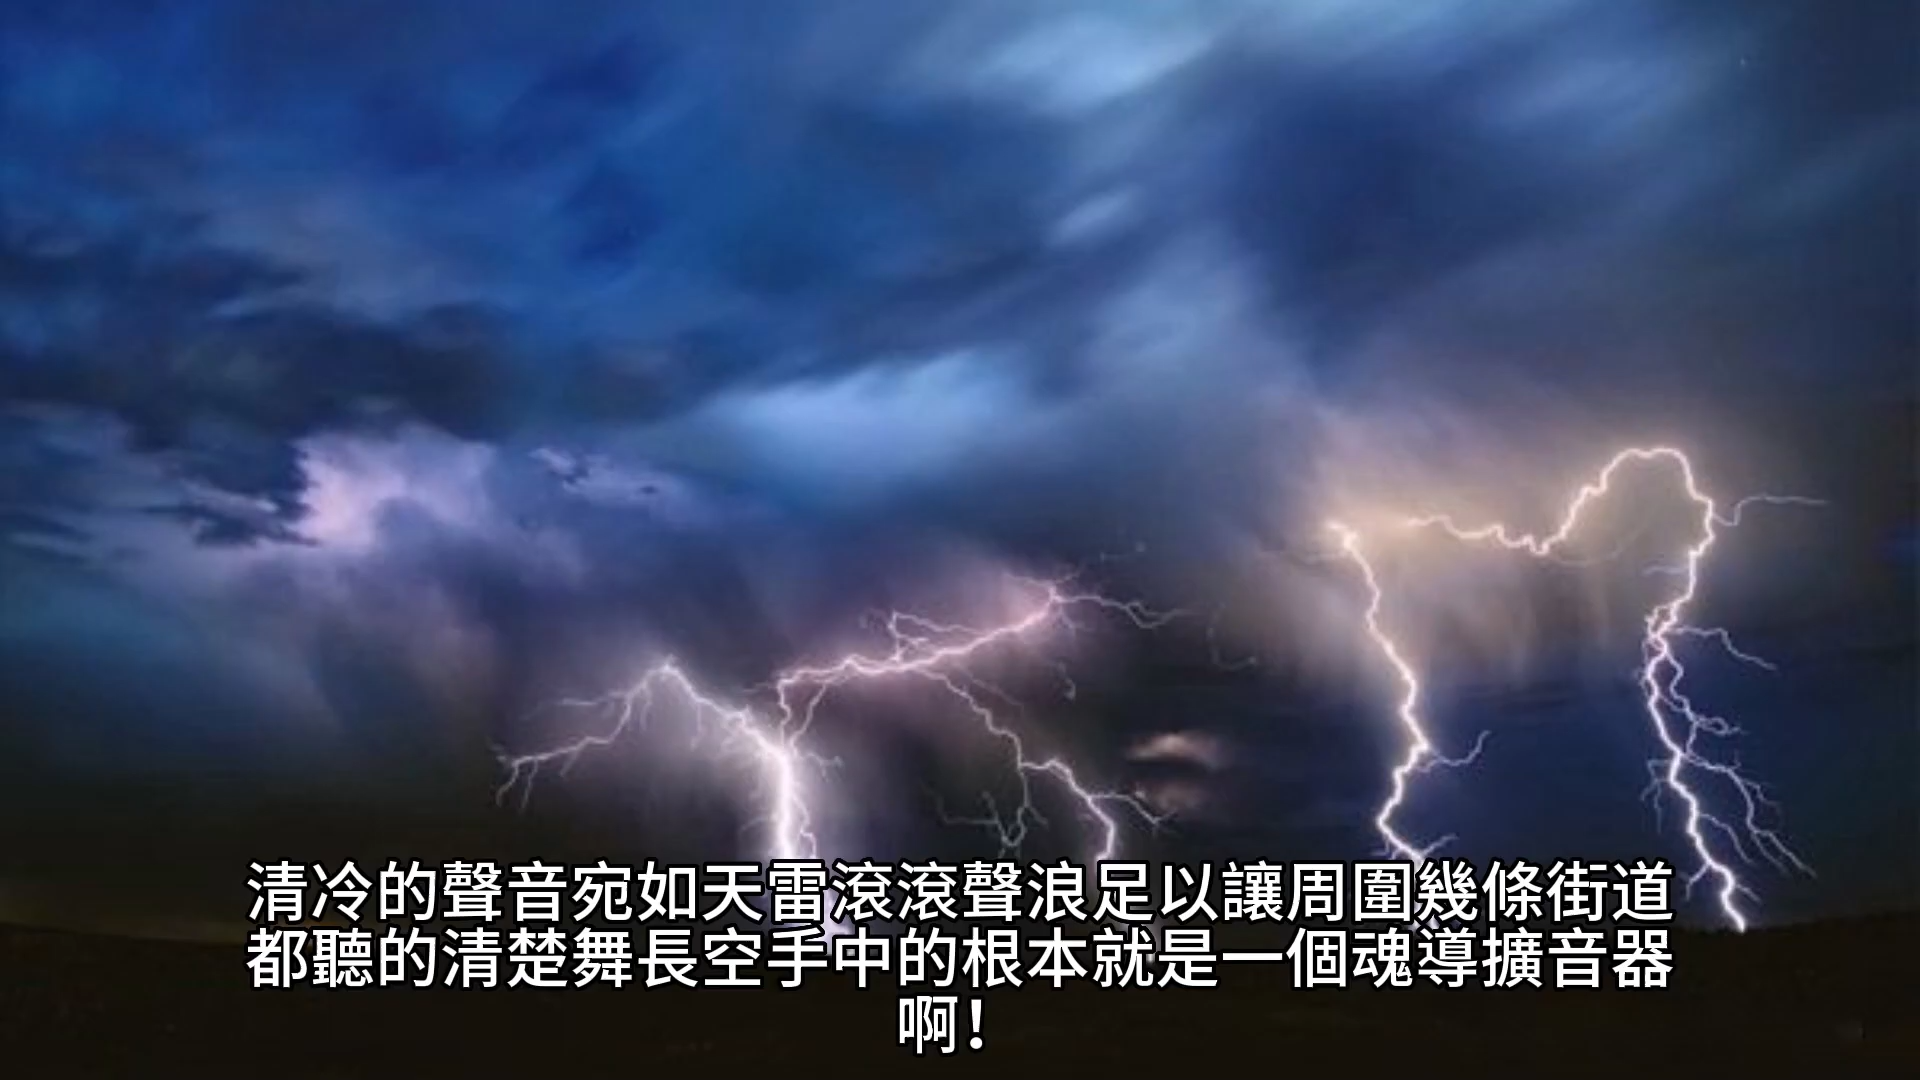 清冷的聲音宛如天雷滾滾聲浪足以讓周圍幾條街道
都聽的清楚舞長空手中的根本就是一個魂導擴音器
啊！